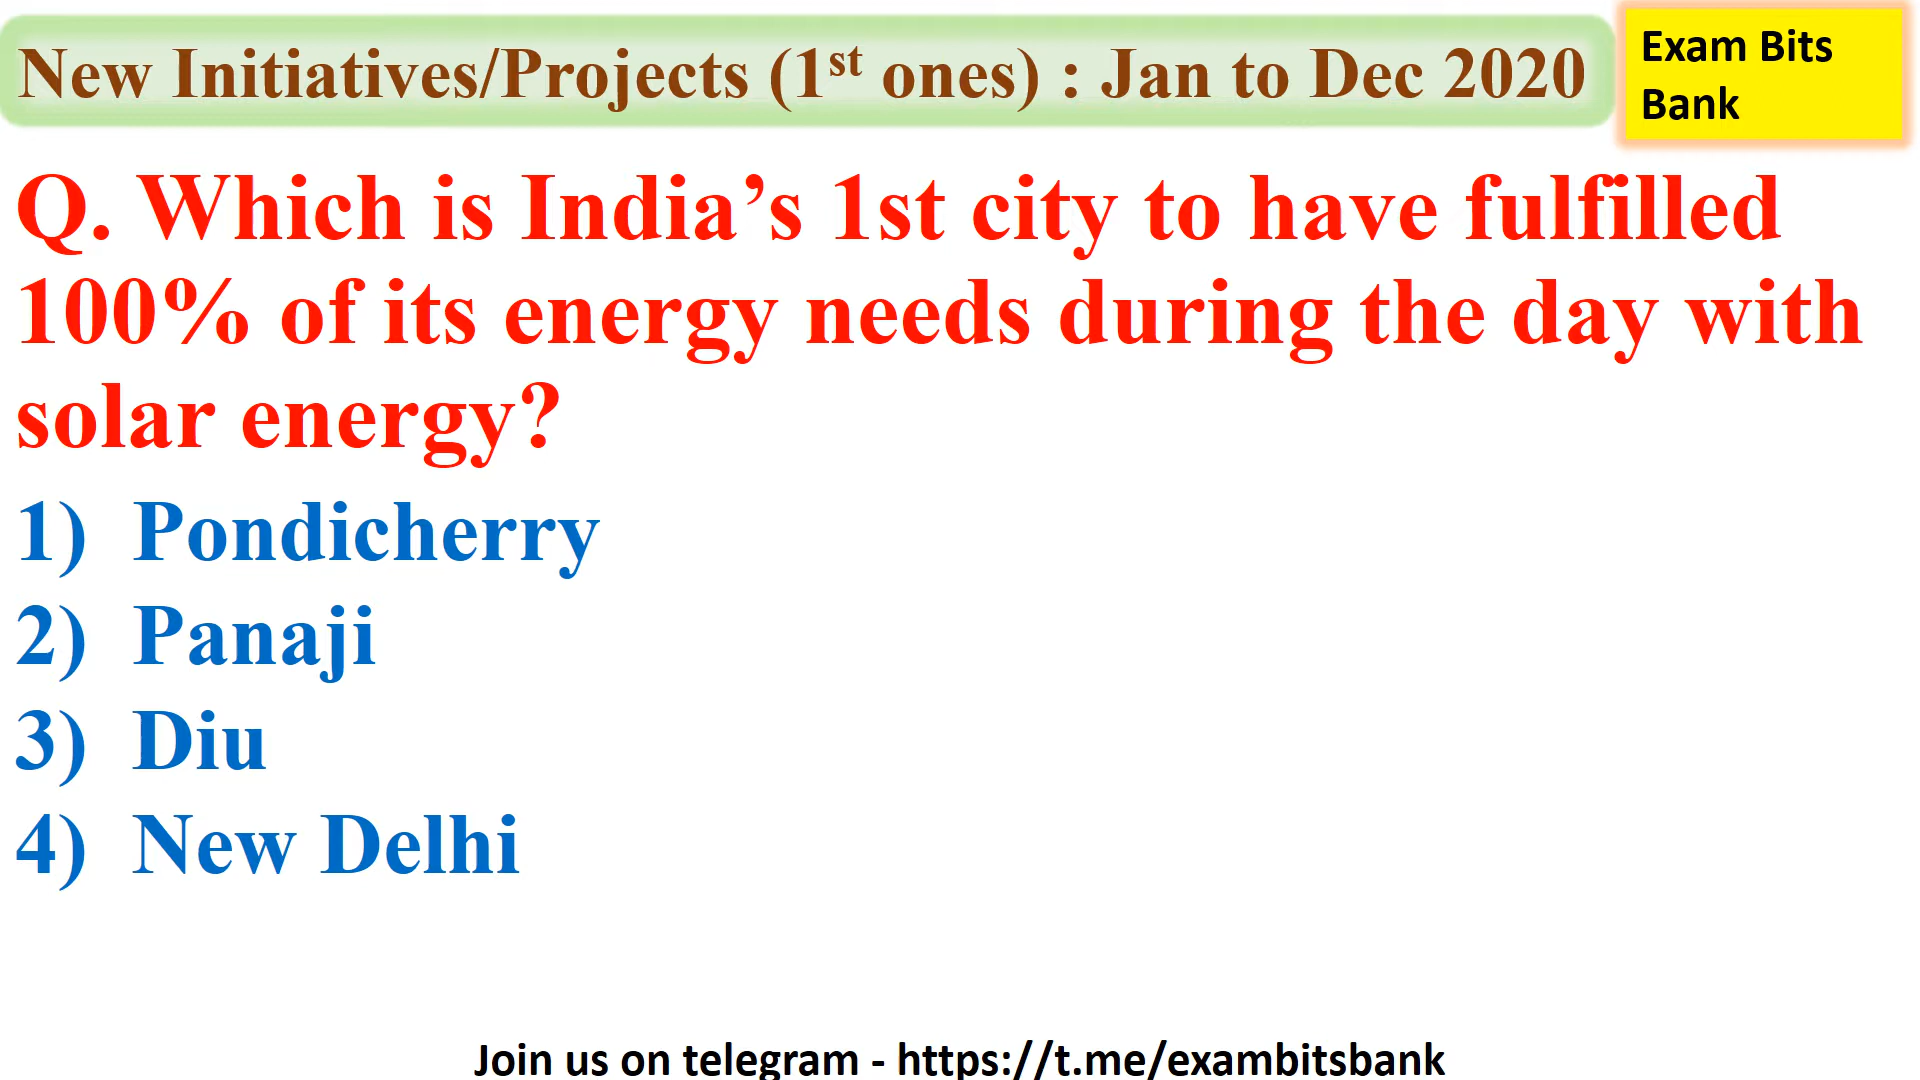 New Initiatives/Projects (1st ones) : Jan to Dec 2020
Exam Bits
Bank
Q. Which is India’s 1st city to have fulfilled
100% of its energy needs during the day with
solar energy?
1) Pondicherry
2) Panaji
3) Diu
4) New Delhi
Join us on telegram - https://t.me/exambitsbank